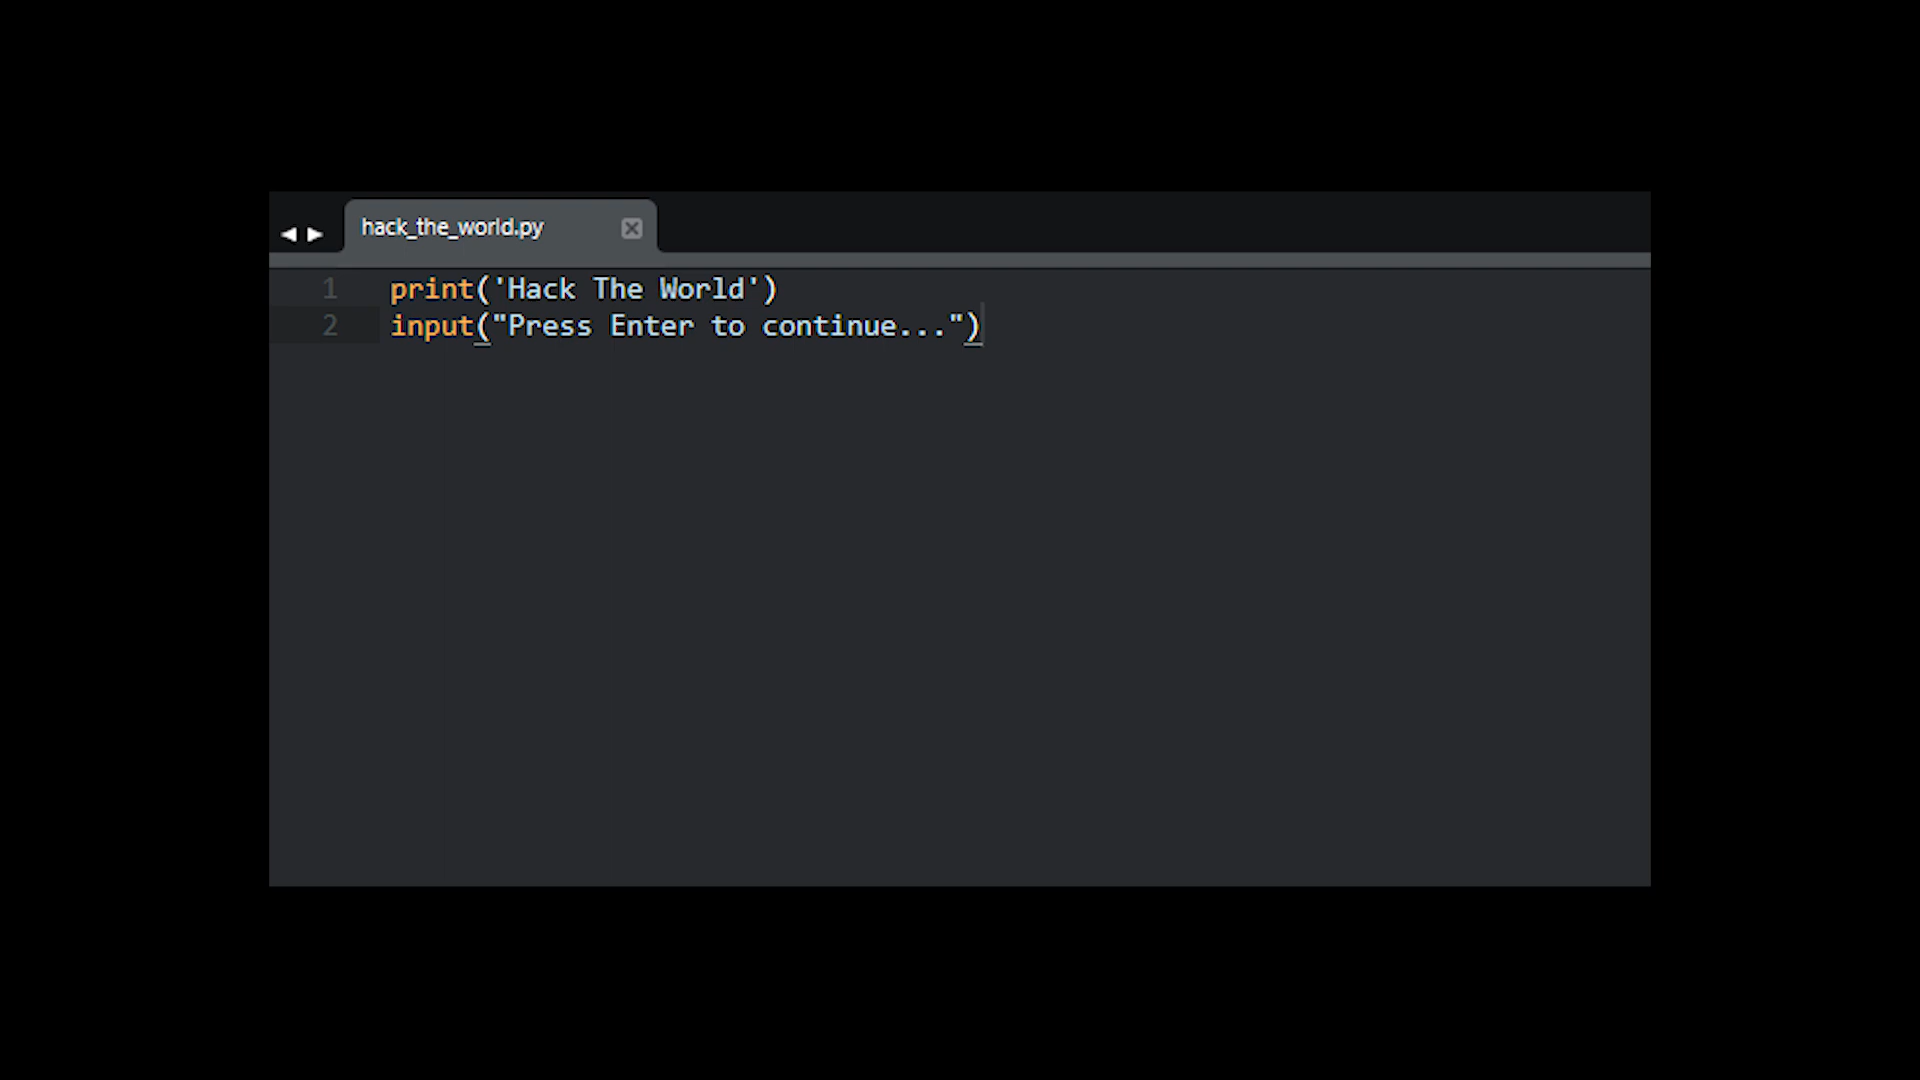 hack_the_world.py
1 print('Hack The World')
2 input("Press Enter to continue...")